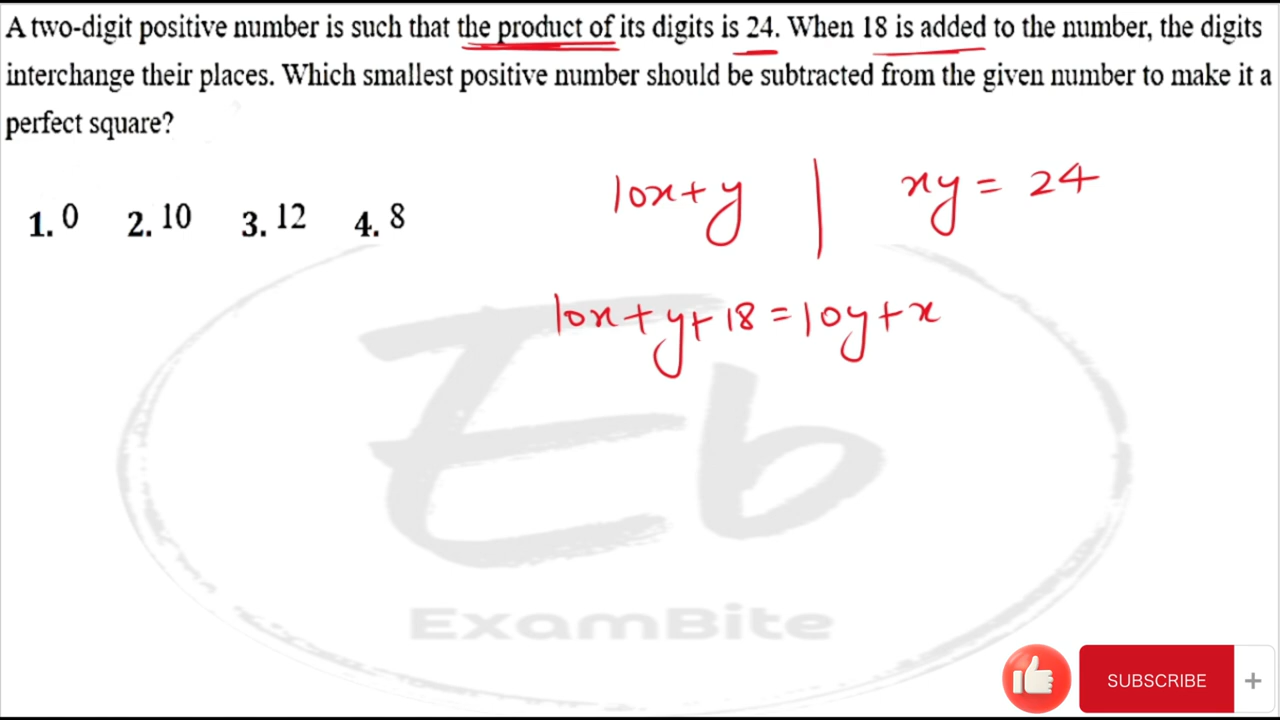 A two-digit positive number is such that the product of its digits is 24. When 18 is added to the number, the digits
interchange their places. Which smallest positive number should be subtracted from the given number to make it a
perfect square?
1. 0 2. 10 3. 12 4. 8
10x+y | xy = 24
10x+y+18=10y+x
Eb
ExamBite
SUBSCRIBE +